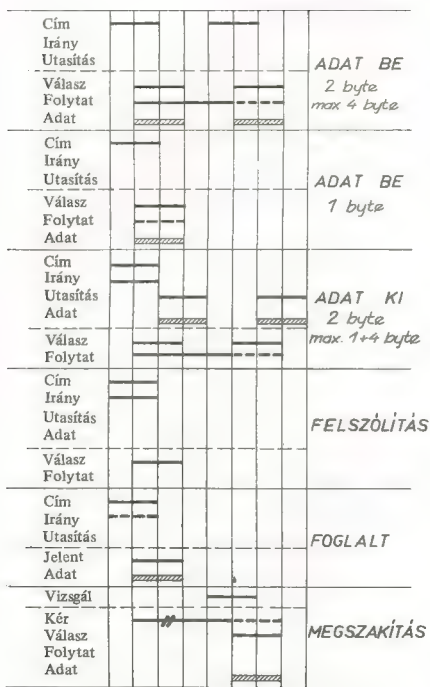 Cím
Irány
Utasítás
Válasz
Folytat
Adat
ADAT BE
2 byte
max 4 byte
Cím
Irány
Utasítás
Válasz
Folytat
Adat
ADAT BE
1 byte
Cím
Irány
Utasítás
Adat
Válasz
Folytat
ADAT KI
2 byte
max. 1+4 byte
Cím
Irány
Utasítás
Adat
Válasz
Folytat
FELSZÓLÍTÁS
Cím
Irány
Utasítás
Jelent
Adat
FOGLALT
Vizsgál
Kér
Válasz
Folytat
Adat
MEGSZAKÍTÁS